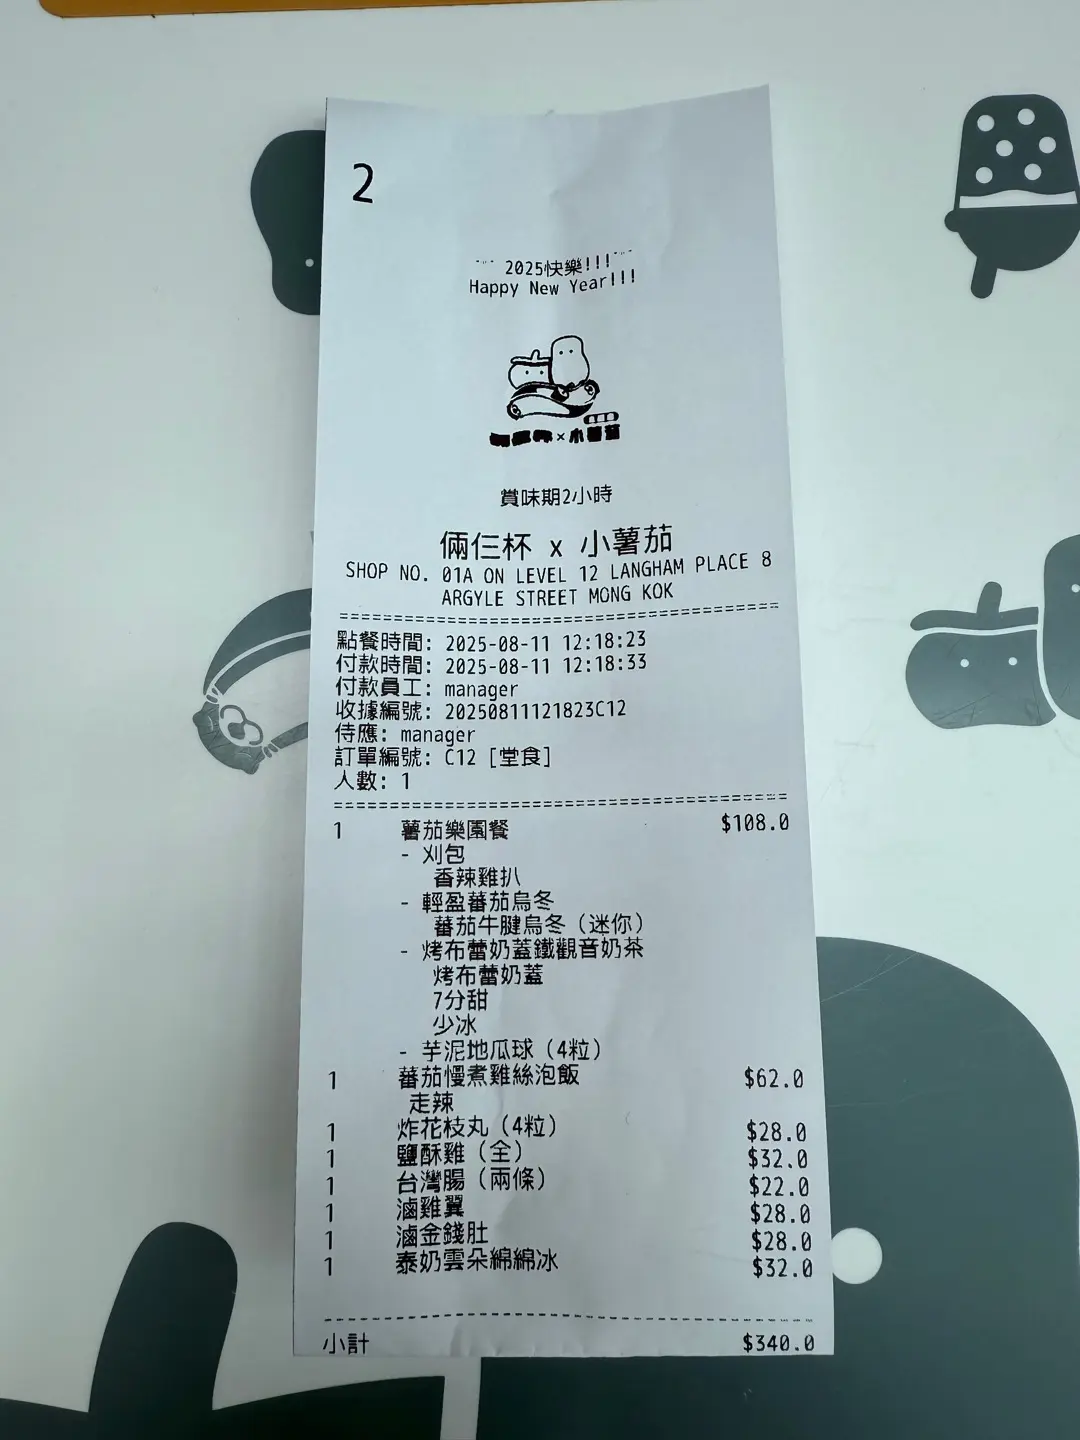 2
2025快樂!!!
Happy New Year!!!
x小薯茄
賞味期2小時
倆仨杯 x 小薯茄
SHOP NO. 01A ON LEVEL 12 LANGHAM PLACE 8
ARGYLE STREET MONG KOK
點餐時間: 2025-08-11 12:18:23
付款時間: 2025-08-11 12:18:33
付款員工: manager
收據編號: 20250811121823C12
侍應: manager
訂單編號: C12 [堂食]
人數: 1
1 薯茄樂園餐 $108.0
- 刈包
香辣雞扒
- 輕盈蕃茄烏冬
蕃茄牛腱烏冬（迷你）
- 烤布蕾奶蓋鐵觀音奶茶
烤布蕾奶蓋
7分甜
少冰
- 芋泥地瓜球（4粒）
1 蕃茄慢煮雞絲泡飯 $62.0
走辣
1 炸花枝丸（4粒） $28.0
1 鹽酥雞（全） $32.0
1 台灣腸（兩條） $22.0
1 滷雞翼 $28.0
1 滷金錢肚 $28.0
1 泰奶雲朵綿綿冰 $32.0
小計 $340.0